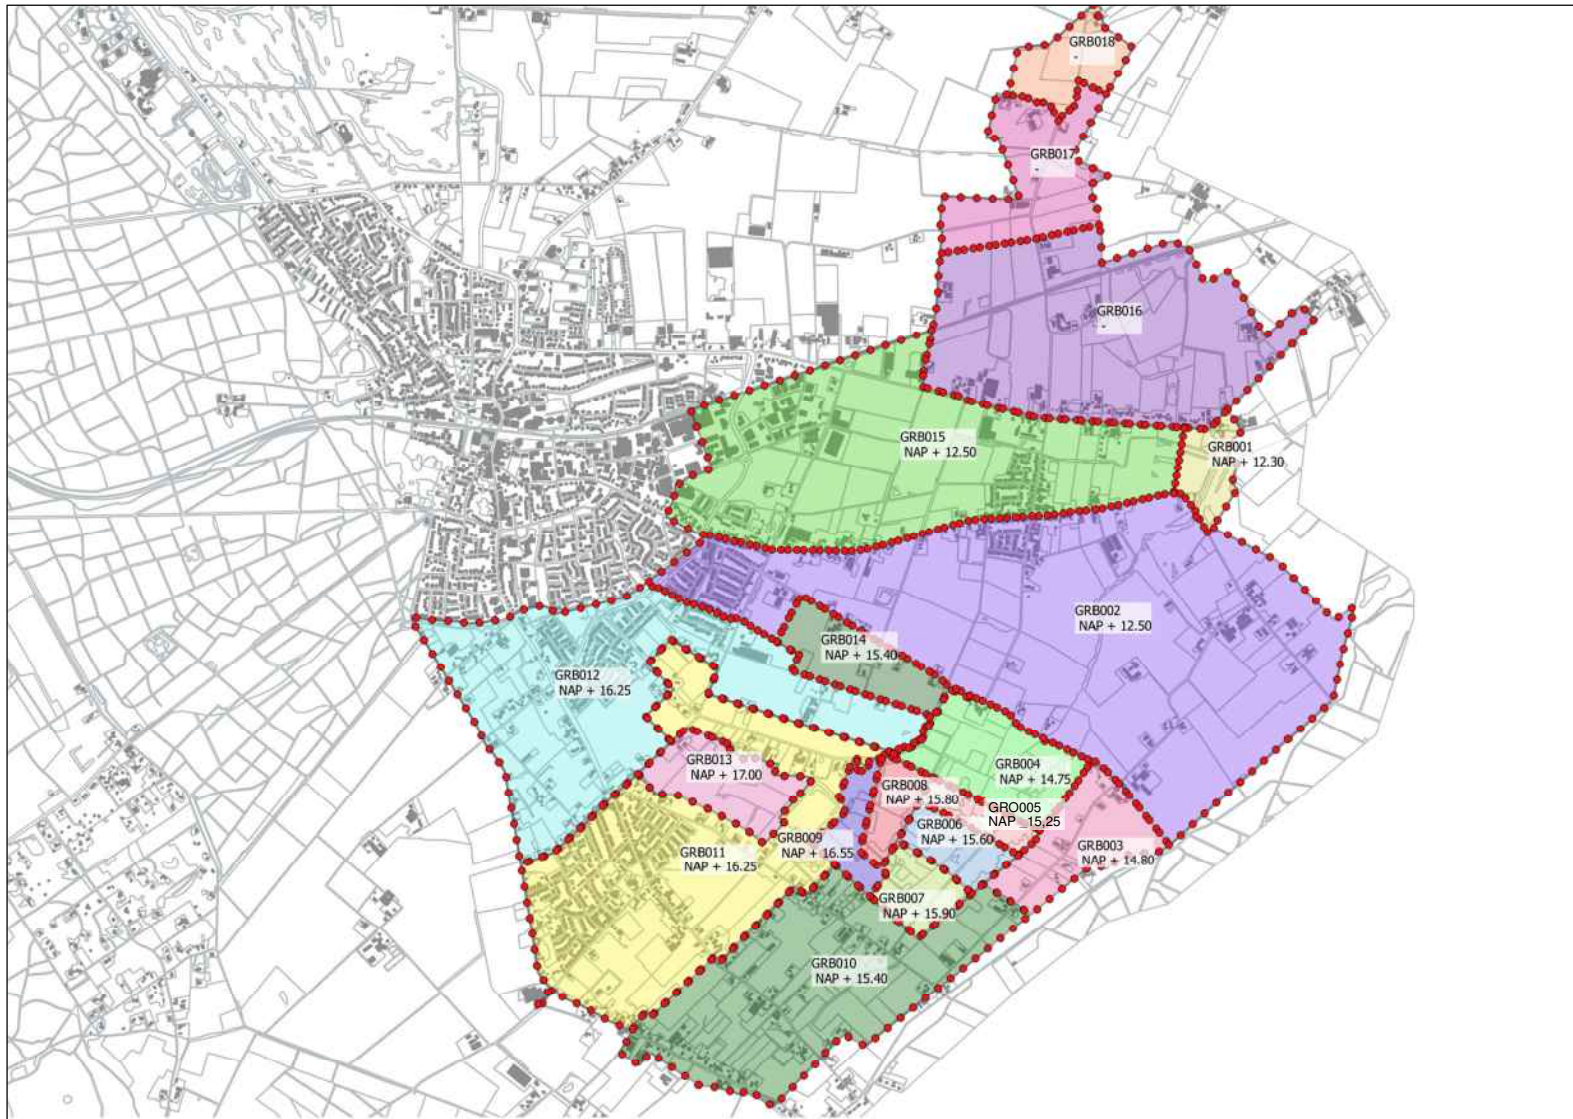 GRB018
-
GRB017
-
GRB016
-
GRB015
NAP + 12.50
GRB001
NAP + 12.30
GRB002
NAP + 12.50
GRB014
NAP + 15.40
GRB012
NAP + 16.25
GRB013
NAP + 17.00
GRB004
NAP + 14.75
GRB008
NAP + 15.80
GRO005
NAP_15,25
GRB006
NAP + 15.60
GRB009
NAP + 16.55
GRB003
NAP + 14.80
GRB011
NAP + 16.25
GRB007
NAP + 15.90
GRB010
NAP + 15.40